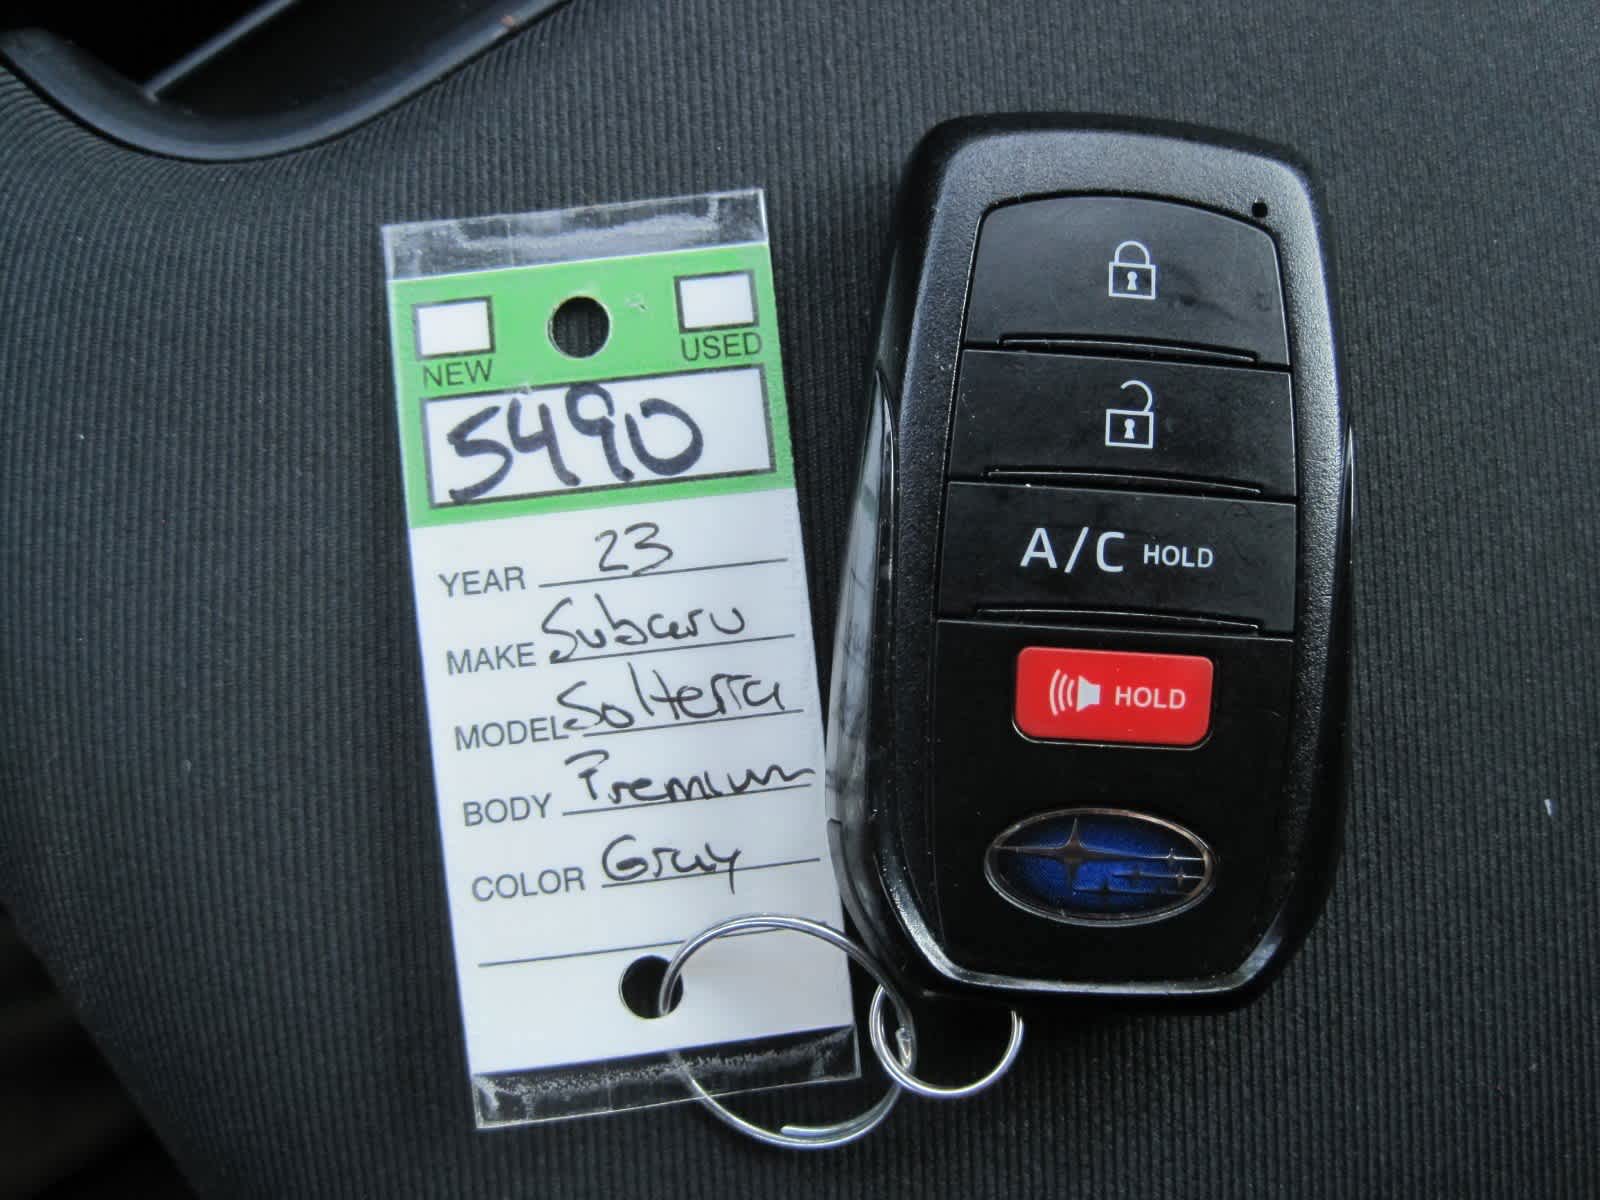 NEW USED
5490
YEAR 23
MAKE Subaru
MODEL Solterra
BODY Premium
COLOR Gray
A/C HOLD
HOLD